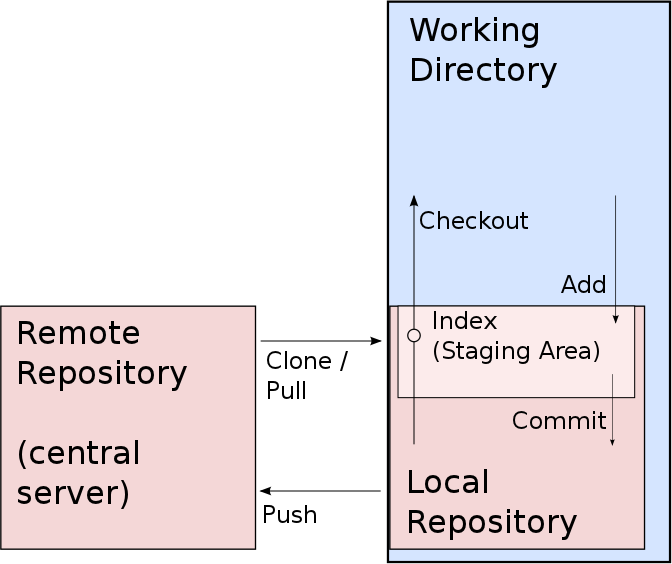 Working
Directory
Checkout
Add
Index
(Staging Area)
Commit
Local
Repository
Remote
Repository
(central
server)
Clone /
Pull
Push